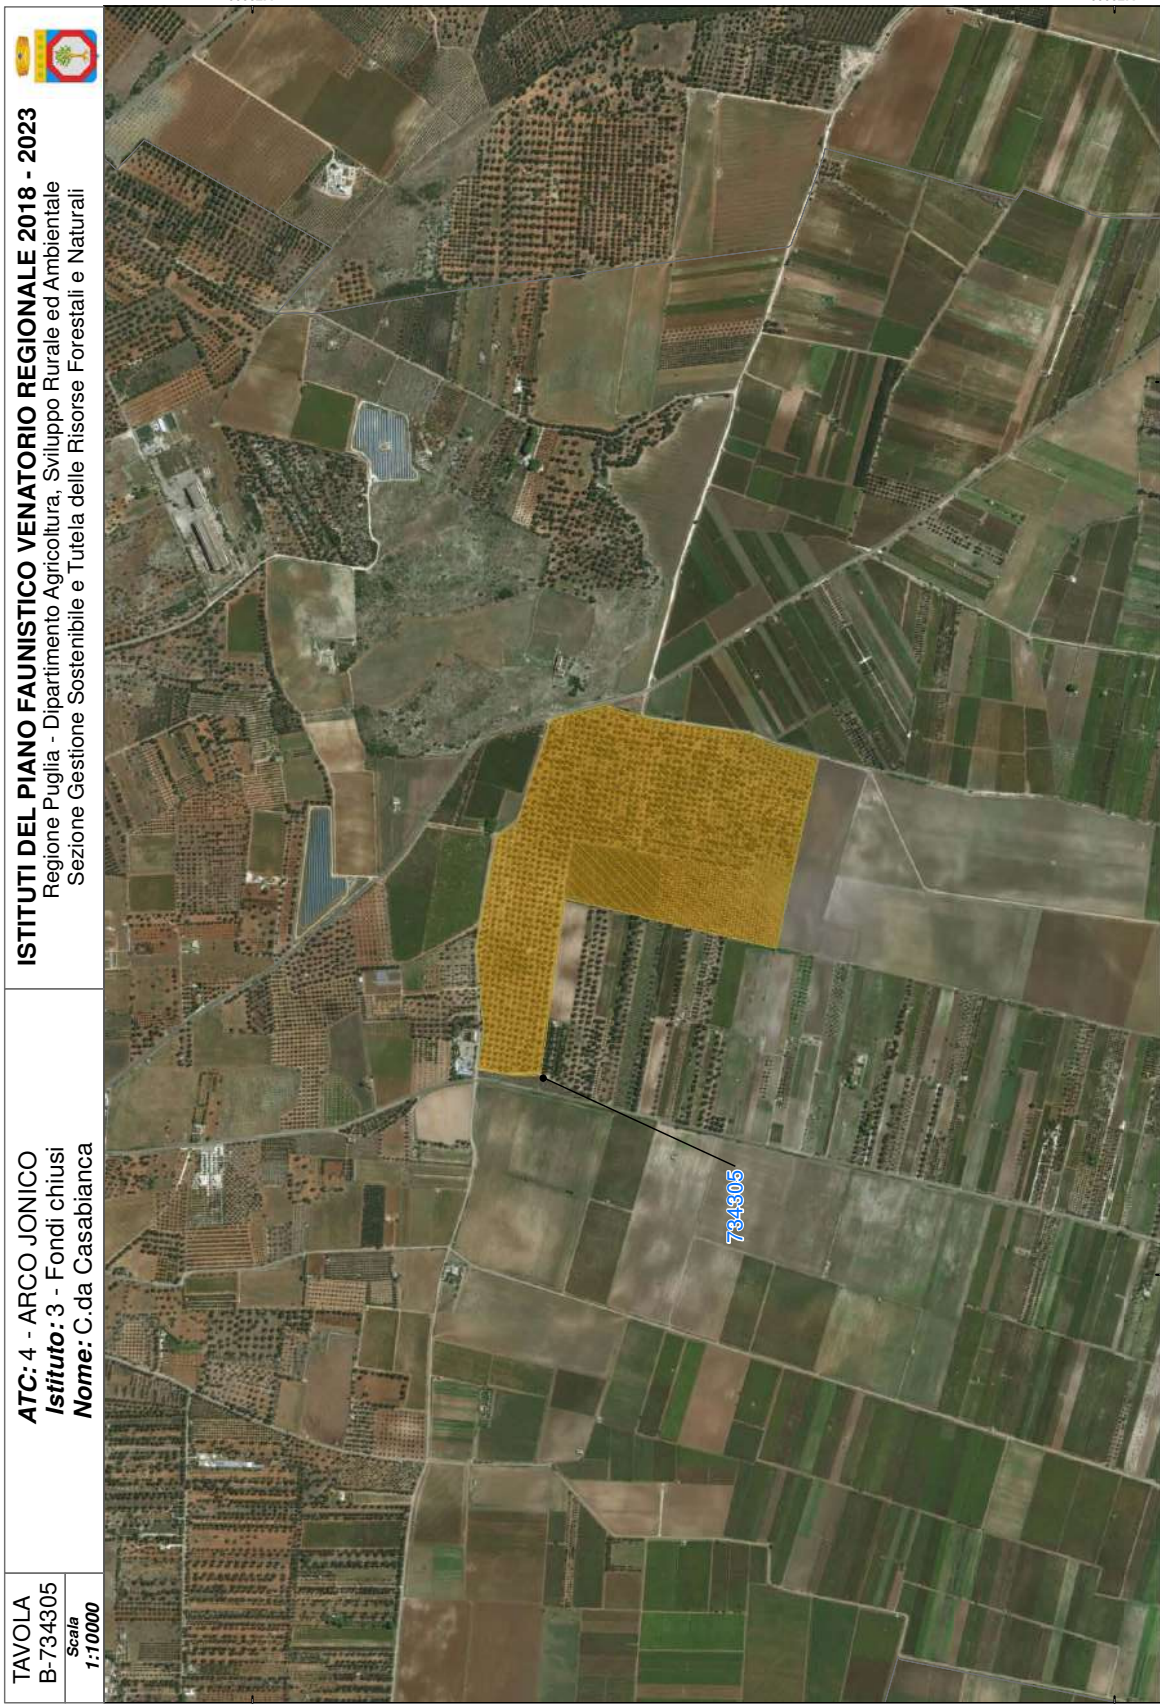 TAVOLA
B-734305
Scala
1:10000
ATC: 4 - ARCO JONICO
Istituto: 3 - Fondi chiusi
Nome: C.da Casabianca
ISTITUTI DEL PIANO FAUNISTICO VENATORIO REGIONALE 2018 - 2023
Regione Puglia - Dipartimento Agricoltura, Sviluppo Rurale ed Ambientale
Sezione Gestione Sostenibile e Tutela delle Risorse Forestali e Naturali
734305